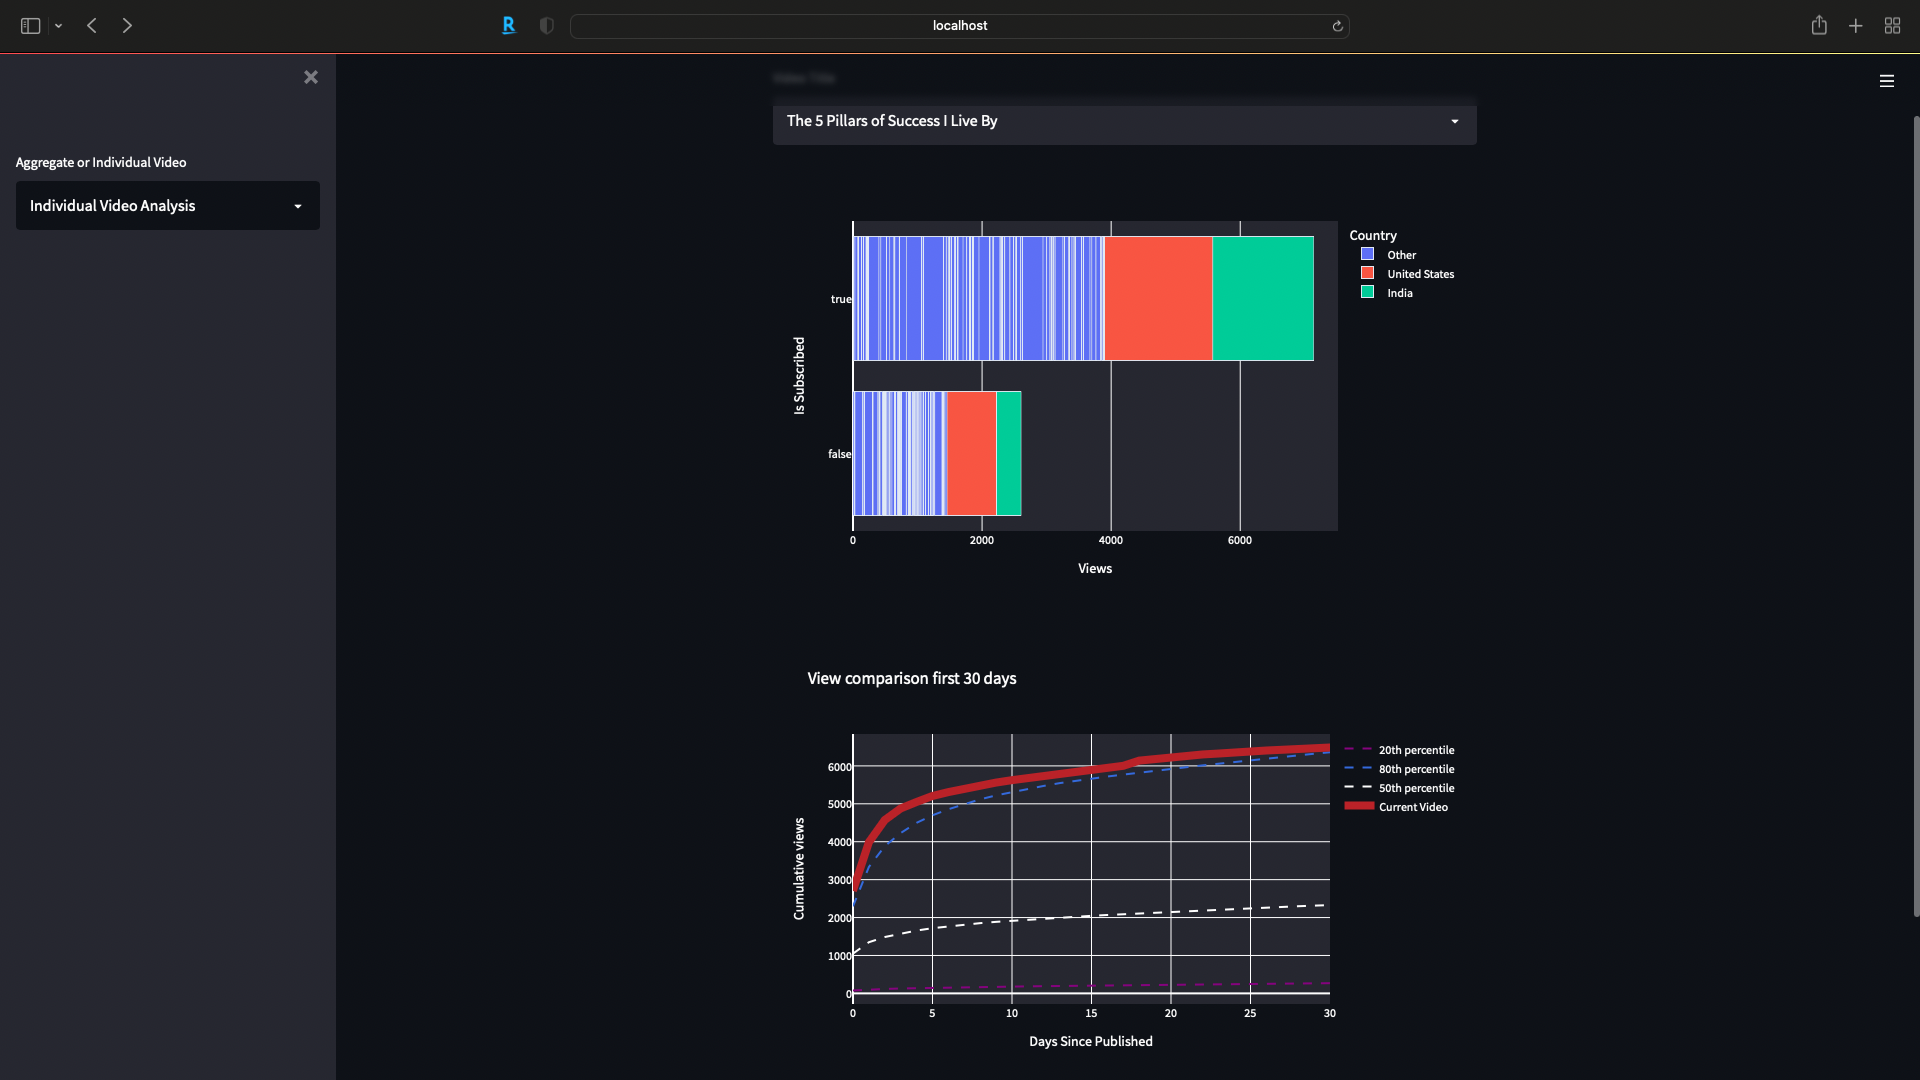 localhost
Aggregate or Individual Video
Individual Video Analysis
The 5 Pillars of Success I Live By
Is Subscribed
true
false
0 2000 4000 6000
Views
Country
Other
United States
India
View comparison first 30 days
Cumulative views
6000
5000
4000
3000
2000
1000
0
0 5 10 15 20 25 30
Days Since Published
20th percentile
80th percentile
50th percentile
Current Video